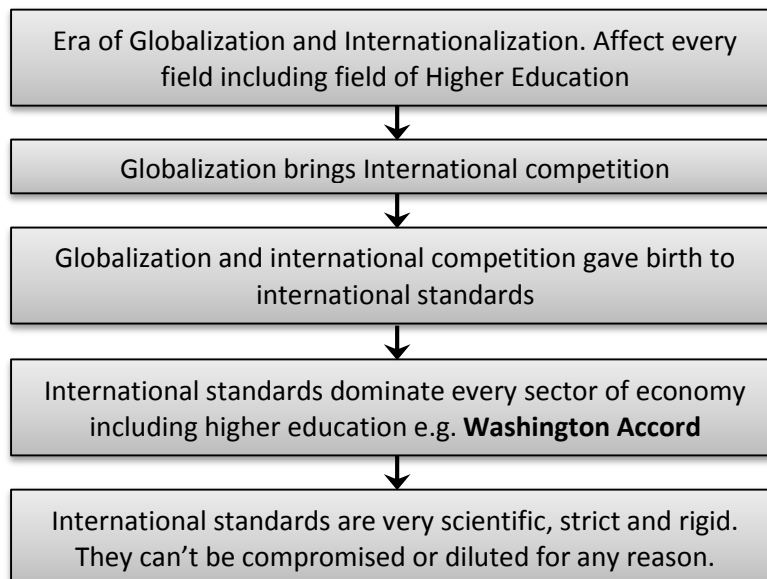 Era of Globalization and Internationalization. Affect every
field including field of Higher Education
Globalization brings International competition
Globalization and international competition gave birth to
international standards
International standards dominate every sector of economy
including higher education e.g. Washington Accord
International standards are very scientific, strict and rigid.
They can't be compromised or diluted for any reason.